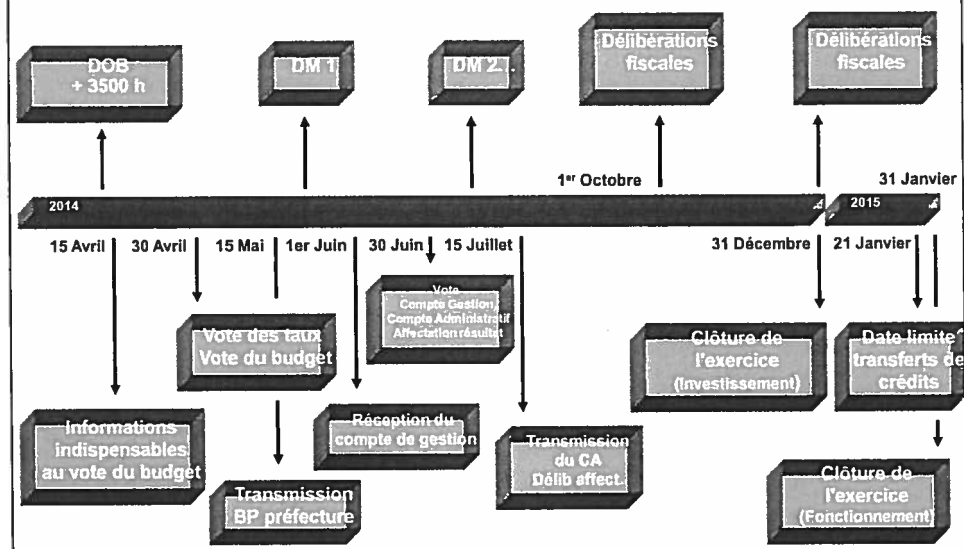 DOB
+ 3500 h
DM 1
DM 2...
Délibérations
fiscales
Délibérations
fiscales
1er Octobre
31 Janvier
2014
2015
15 Avril
30 Avril
15 Mai
1er Juin
30 Juin
15 Juillet
31 Décembre
21 Janvier
Vote
Compte Gestion,
Compte Administratif
Affectation résultat
Vote des taux
Vote du budget
Clôture de
l'exercice
(Investissement)
Date limite
transferts de
crédits
Informations
indispensables
au vote du budget
Réception du
compte de gestion
Transmission
du CA
Délib affect.
Transmission
BP préfecture
Clôture de
l'exercice
(Fonctionnement)